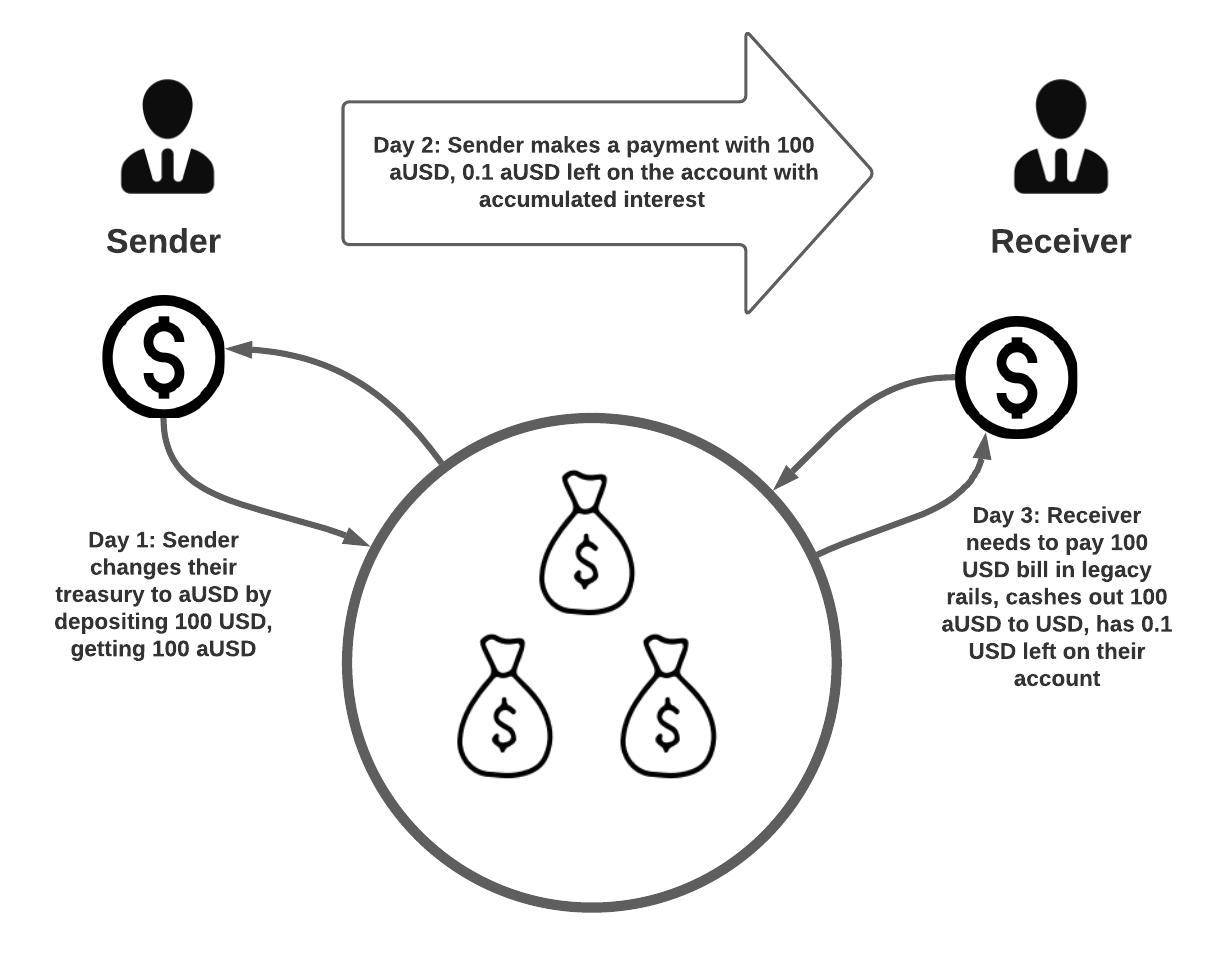 Day 2: Sender makes a payment with 100
aUSD, 0.1 aUSD left on the account with
accumulated interest
Sender
Receiver
$
$
Day 1: Sender
changes their
treasury to aUSD by
depositing 100 USD,
getting 100 aUSD
$
$
$
Day 3: Receiver
needs to pay 100
USD bill in legacy
rails, cashes out 100
aUSD to USD, has 0.1
USD left on their
account